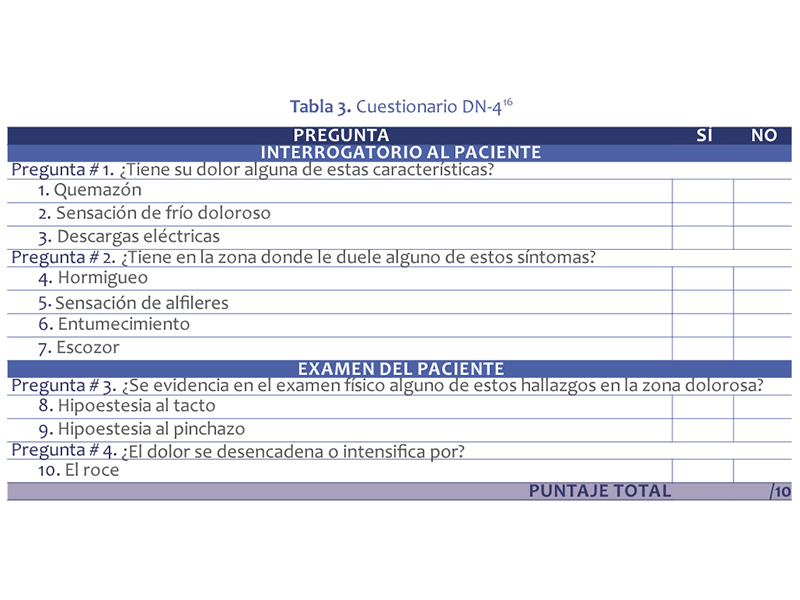 Tabla 3. Cuestionario DN-4¹⁶
PREGUNTA SÍ NO
INTERROGATORIO AL PACIENTE
Pregunta # 1. ¿Tiene su dolor alguna de estas características?
1. Quemazón
2. Sensación de frío doloroso
3. Descargas eléctricas
Pregunta # 2. ¿Tiene en la zona donde le duele alguno de estos síntomas?
4. Hormigueo
5. Sensación de alfileres
6. Entumecimiento
7. Escozor
EXAMEN DEL PACIENTE
Pregunta # 3. ¿Se evidencia en el examen físico alguno de estos hallazgos en la zona dolorosa?
8. Hipoestesia al tacto
9. Hipoestesia al pinchazo
Pregunta # 4. ¿El dolor se desencadena o intensifica por?
10. El roce
PUNTAJE TOTAL /10